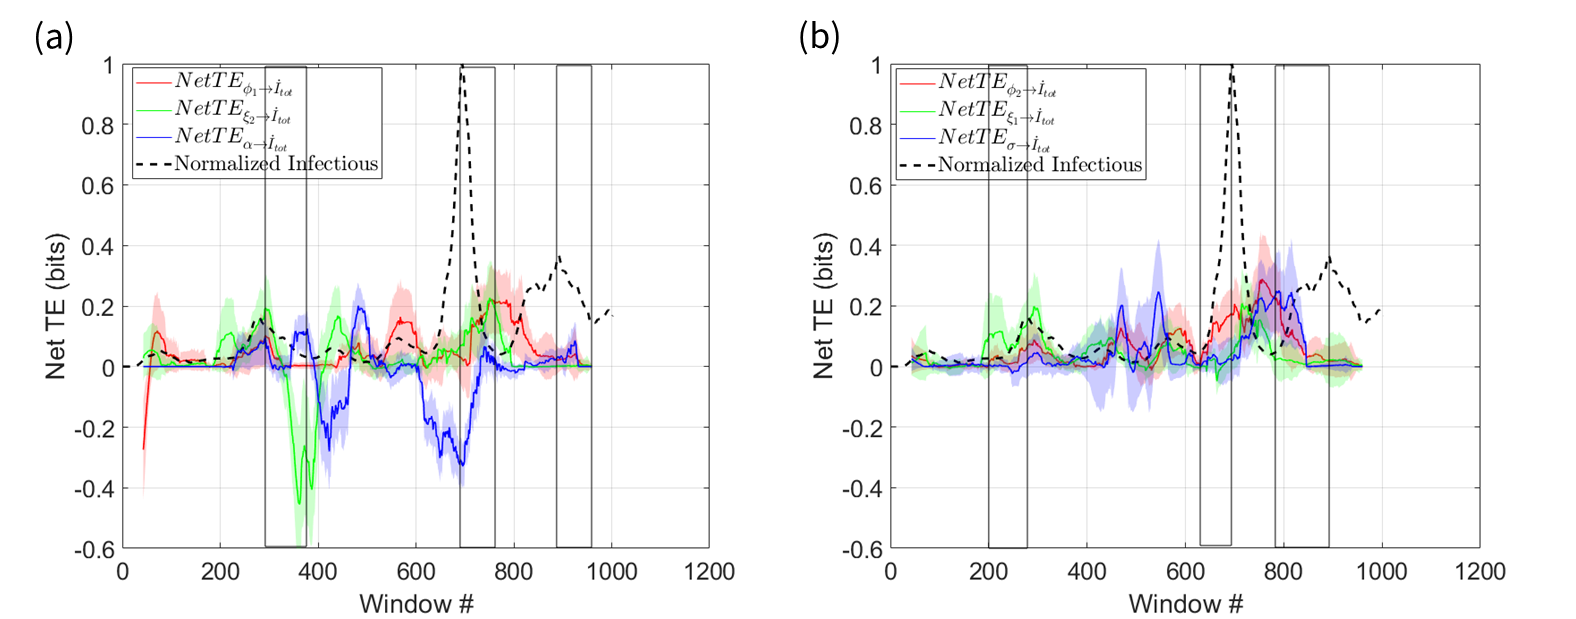 (a)
(b)
1
0.8
0.6
0.4
0.2
0
-0.2
-0.4
-0.6
0
200
400
600
800
1000
1200
Net TE (bits)
Window #
NetTE_{ϕ₁→İ_{tot}}
NetTE_{ξ₂→İ_{tot}}
NetTE_{α→İ_{tot}}
Normalized Infectious
1
0.8
0.6
0.4
0.2
0
-0.2
-0.4
-0.6
0
200
400
600
800
1000
1200
Net TE (bits)
Window #
NetTE_{ϕ₂→İ_{tot}}
NetTE_{ξ₁→İ_{tot}}
NetTE_{σ→İ_{tot}}
Normalized Infectious